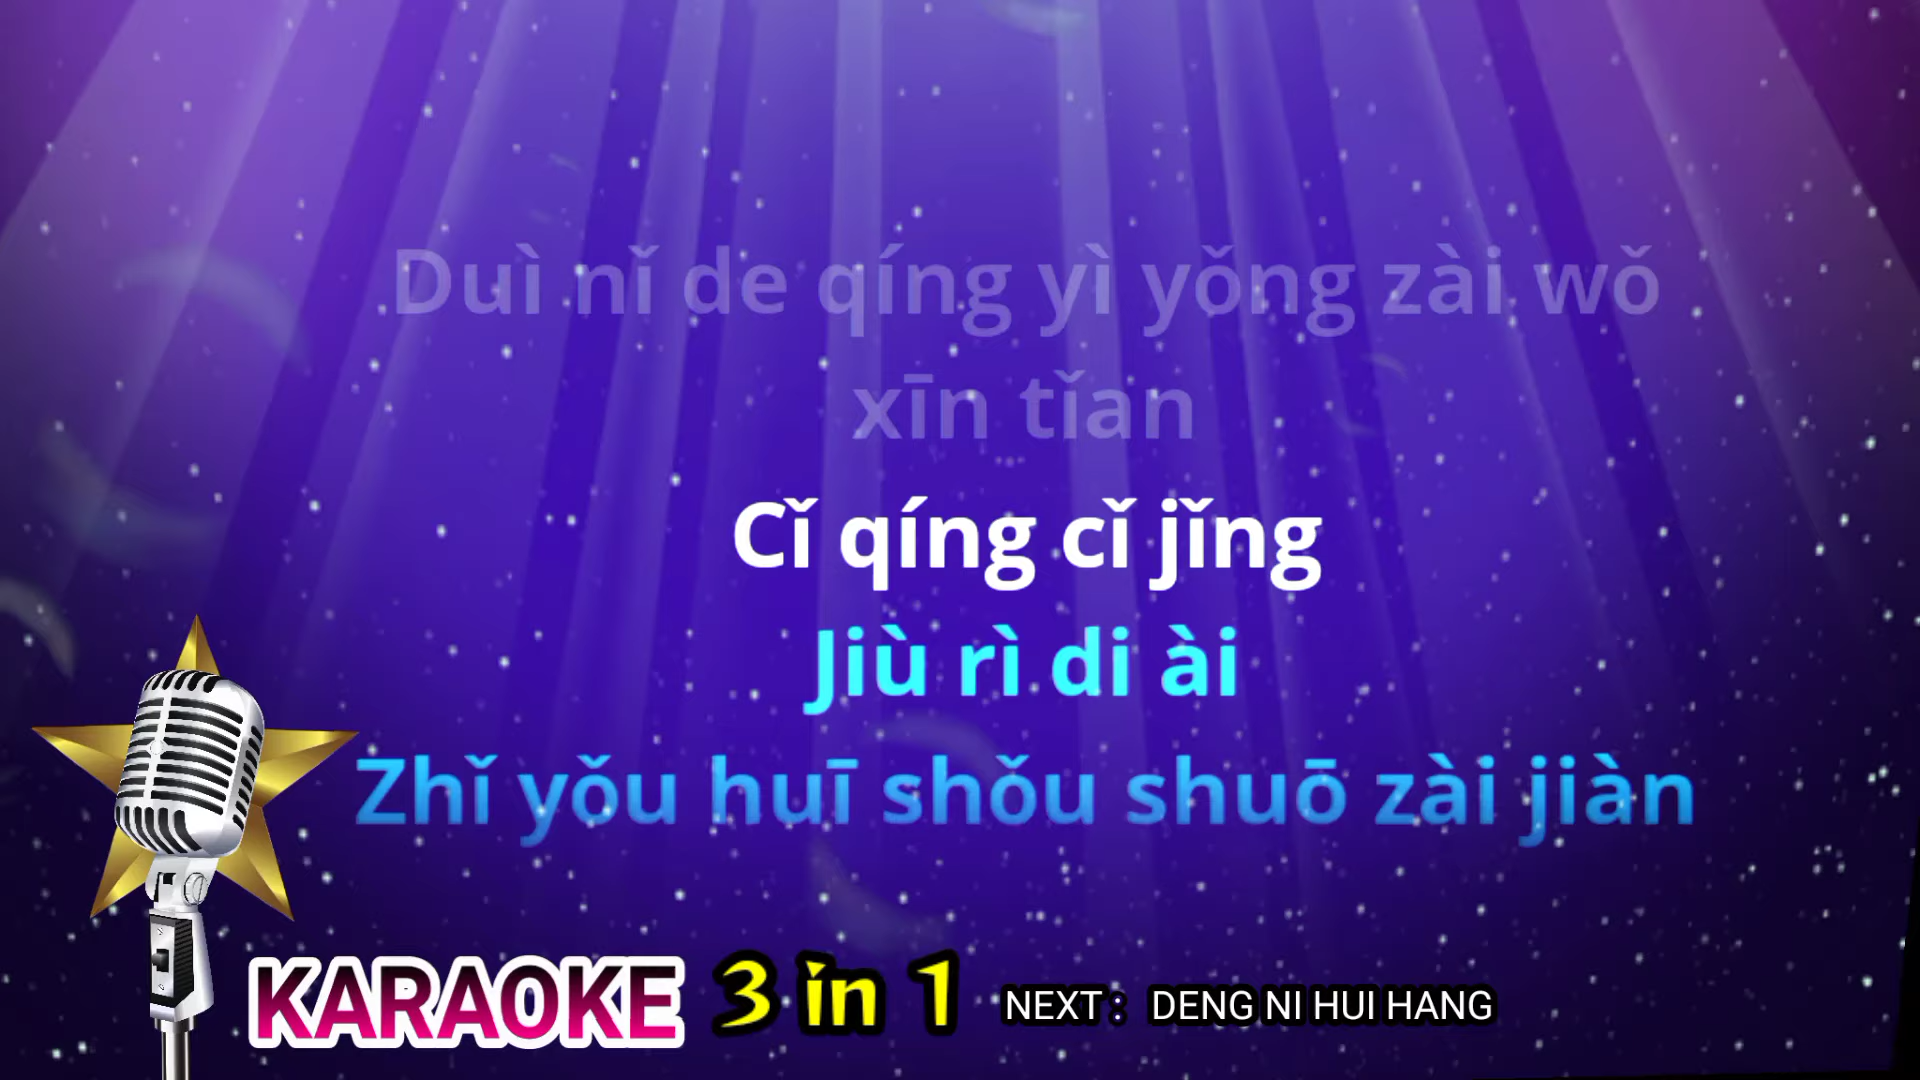 Duì nǐ de qíng yì yǒng zài wǒ
xīn tǐan
Cǐ qíng cǐ jǐng
Jiù rì di ài
Zhǐ yǒu huī shǒu shuō zài jiàn
KARAOKE 3 in 1 NEXT : DENG NI HUI HANG